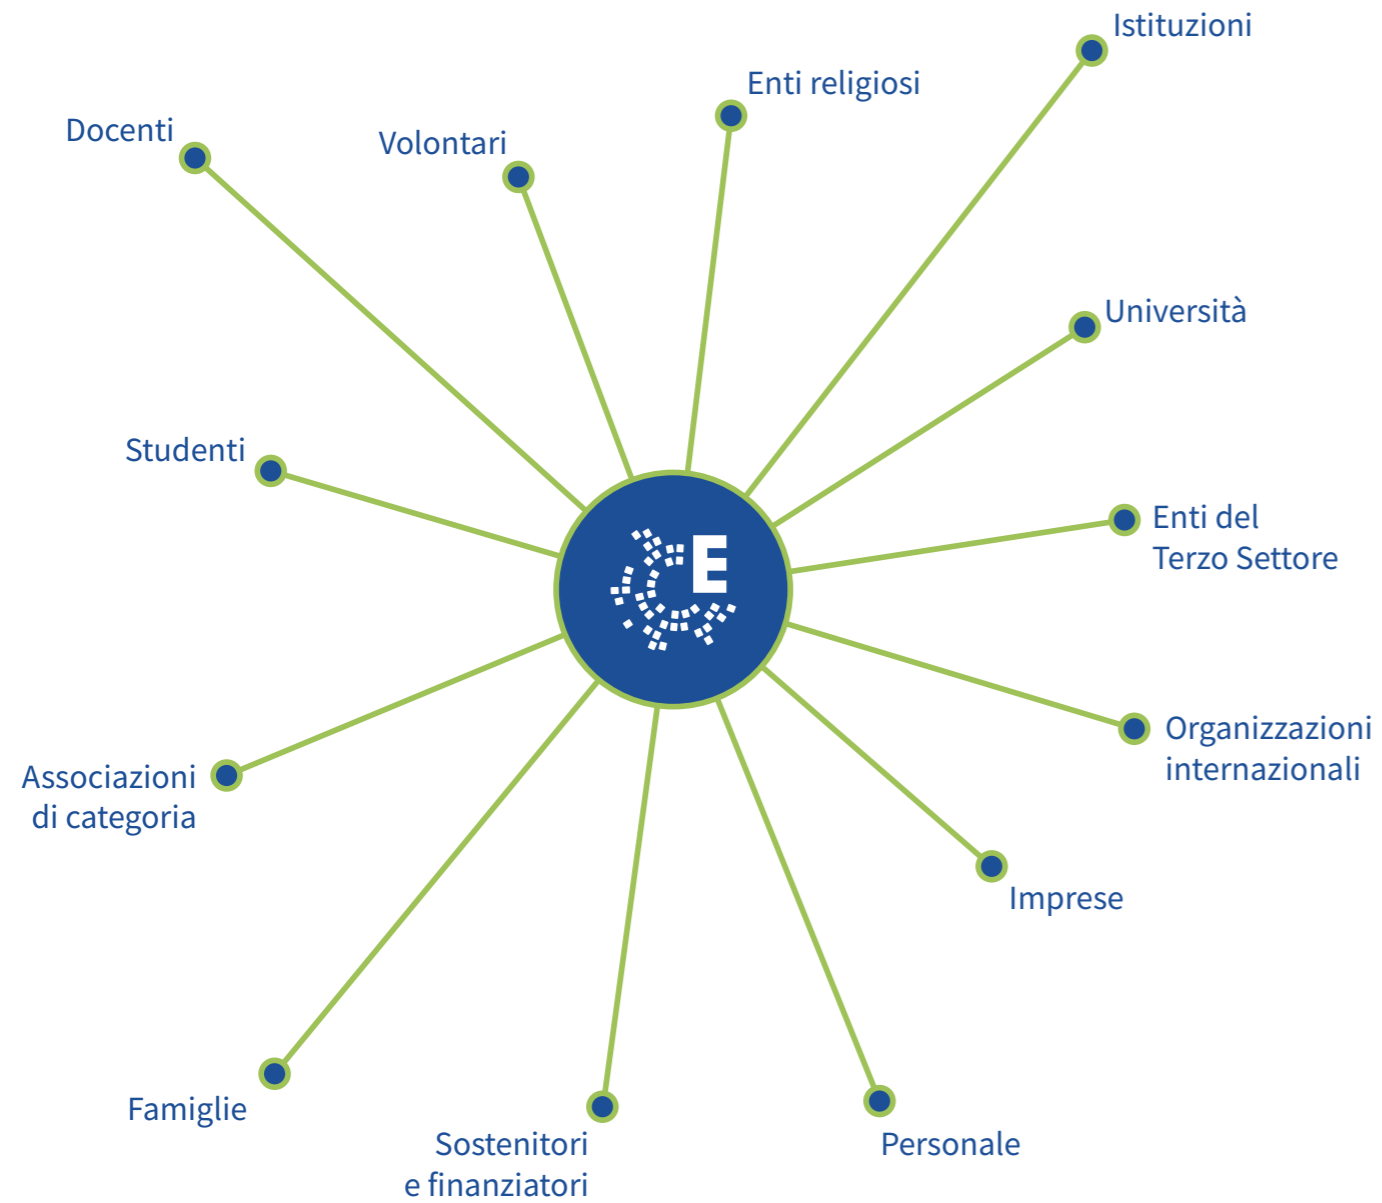 Istituzioni
Enti religiosi
Docenti
Volontari
Università
Studenti
Enti del
Terzo Settore
E
Organizzazioni
internazionali
Associazioni
di categoria
Imprese
Famiglie
Sostenitori
e finanziatori
Personale